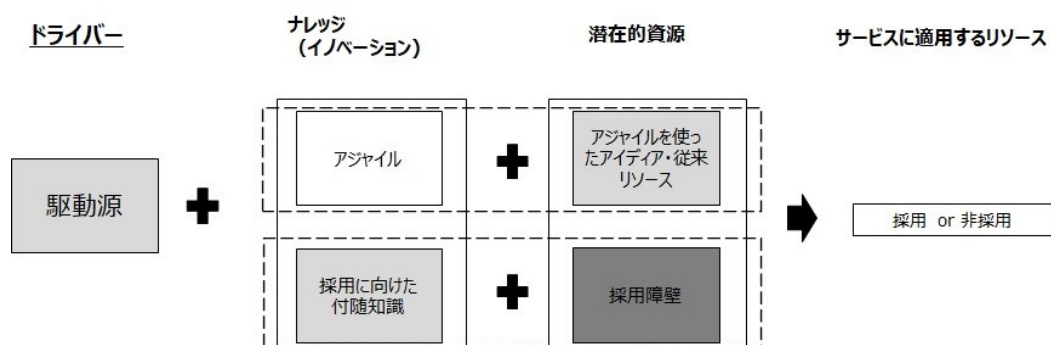 ドライバー
ナレッジ
(イノベーション)
潜在的資源
サービスに適用するリソース
駆動源
アジャイル
アジャイルを使っ
たアイディア・従来
リソース
採用に向けた
付随知識
採用障壁
採用 or 非採用